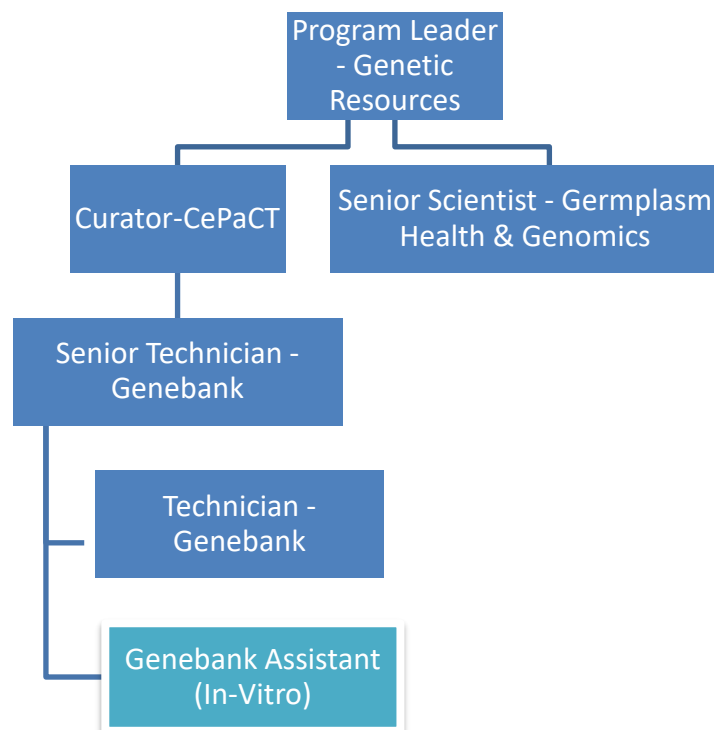 Program Leader
- Genetic
Resources
Curator-CePaCT
Senior Scientist - Germplasm
Health & Genomics
Senior Technician -
Genebank
Technician -
Genebank
Genebank Assistant
(In-Vitro)